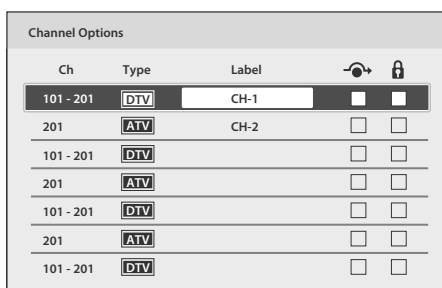 Channel Options
Ch Type Label
101 - 201 DTV CH-1
201 ATV CH-2
101 - 201 DTV
201 ATV
101 - 201 DTV
201 ATV
101 - 201 DTV